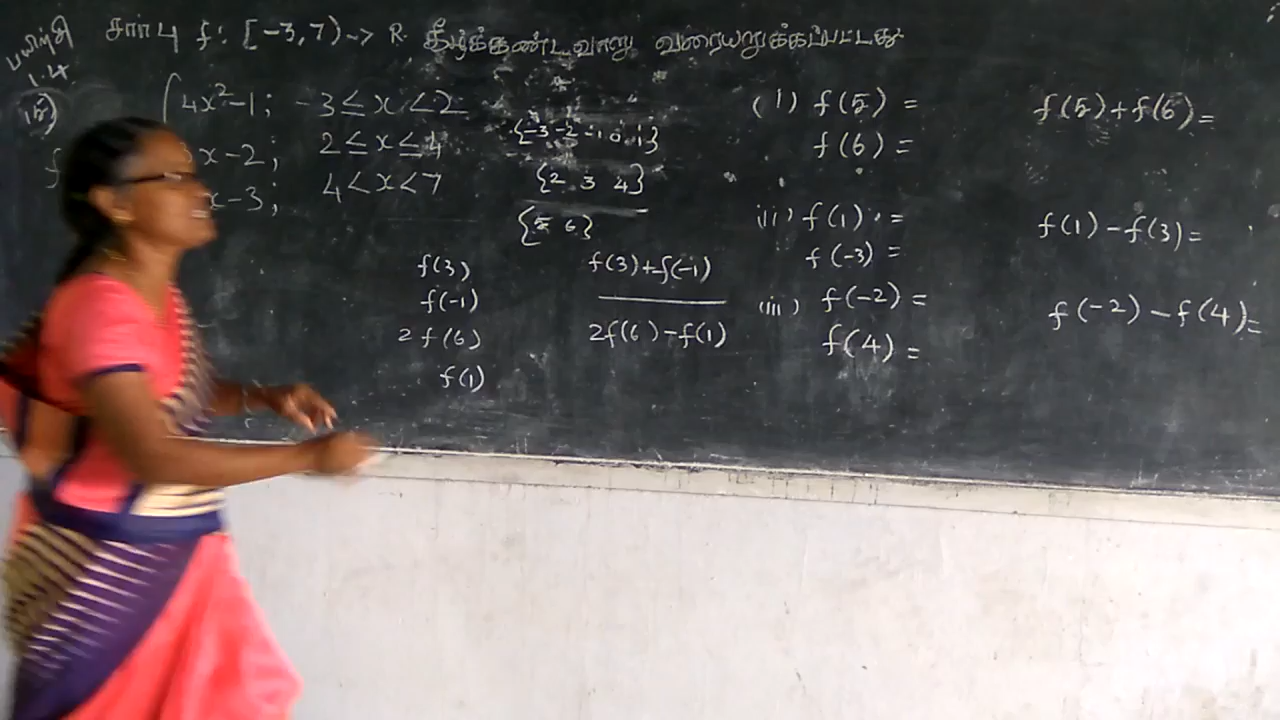 பயிற்சி
1.4
சார்பு f: [-3, 7) -> R கீழ்க்கண்டவாறு வரையறுக்கப்பட்டது
4x²-1; -3 ≤ x < 2
x-2; 2 ≤ x ≤ 4
x-3; 4 < x < 7
{-3 -2 -1 0 1}
{2 3 4}
{5 6}
f(3)
f(-1)
2 f(6)
f(1)
f(3)+f(-1)
2f(6)-f(1)
(i) f(5) =
f(6) =
ii) f(1) =
f(-3) =
(iii) f(-2) =
f(4) =
f(5)+f(6)=
f(1)-f(3)=
f(-2)-f(4)=